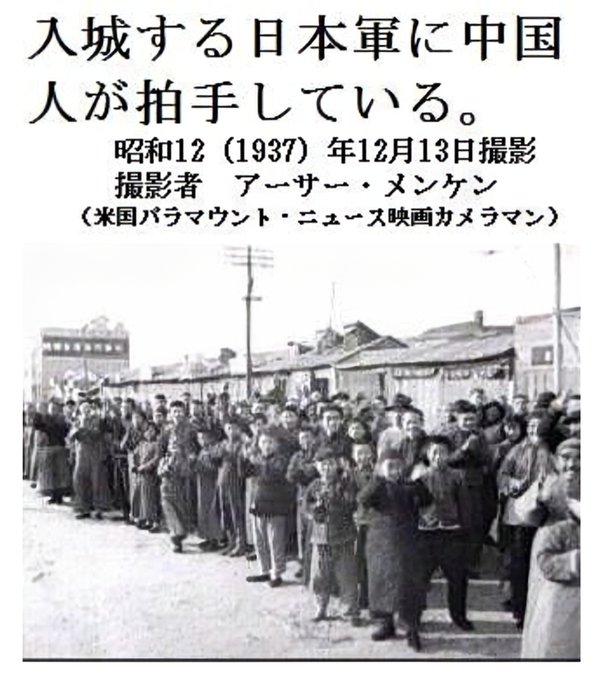 入城する日本軍に中国
人が拍手している。
昭和12（1937）年12月13日撮影
撮影者　アーサー・メンケン
（米国パラマウント・ニュース映画カメラマン）